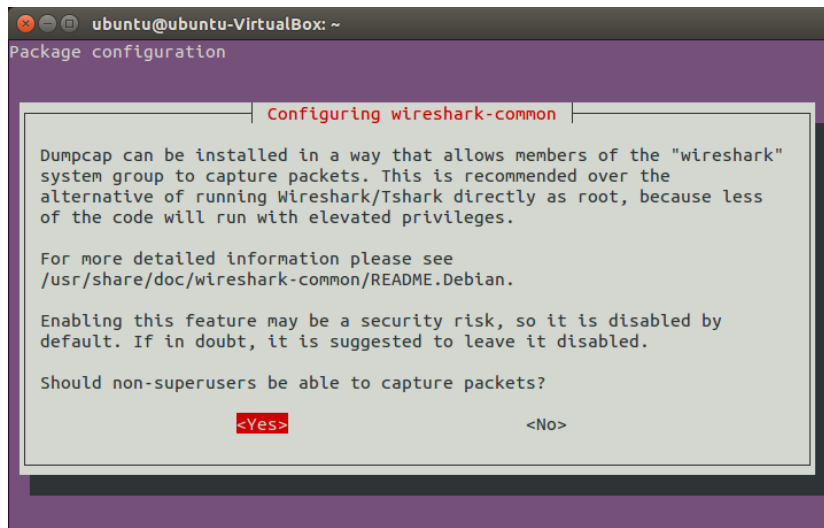 ubuntu@ubuntu-VirtualBox: ~
Package configuration
Configuring wireshark-common
Dumpcap can be installed in a way that allows members of the "wireshark"
system group to capture packets. This is recommended over the
alternative of running Wireshark/Tshark directly as root, because less
of the code will run with elevated privileges.
For more detailed information please see
/usr/share/doc/wireshark-common/README.Debian.
Enabling this feature may be a security risk, so it is disabled by
default. If in doubt, it is suggested to leave it disabled.
Should non-superusers be able to capture packets?
<Yes> <No>